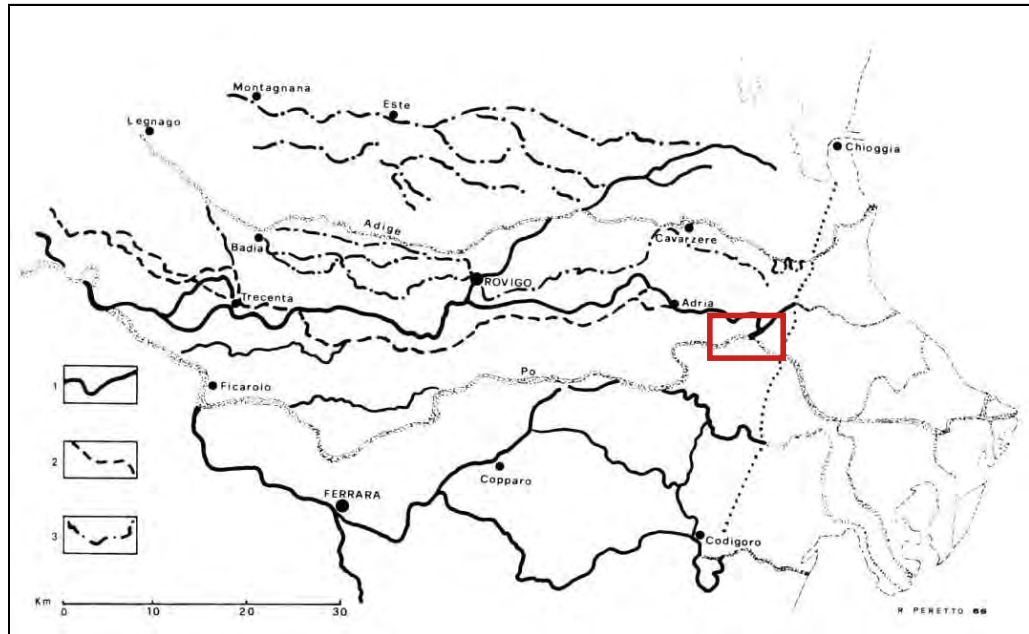 Montagnana
Este
Legnago
Chioggia
Adige
Cavarzere
Badia
ROVIGO
Trecenta
Adria
1
Po
Ficarolo
2
Copparo
FERRARA
3
Codigoro
Km
0 10 20 30
R PERETTO 86